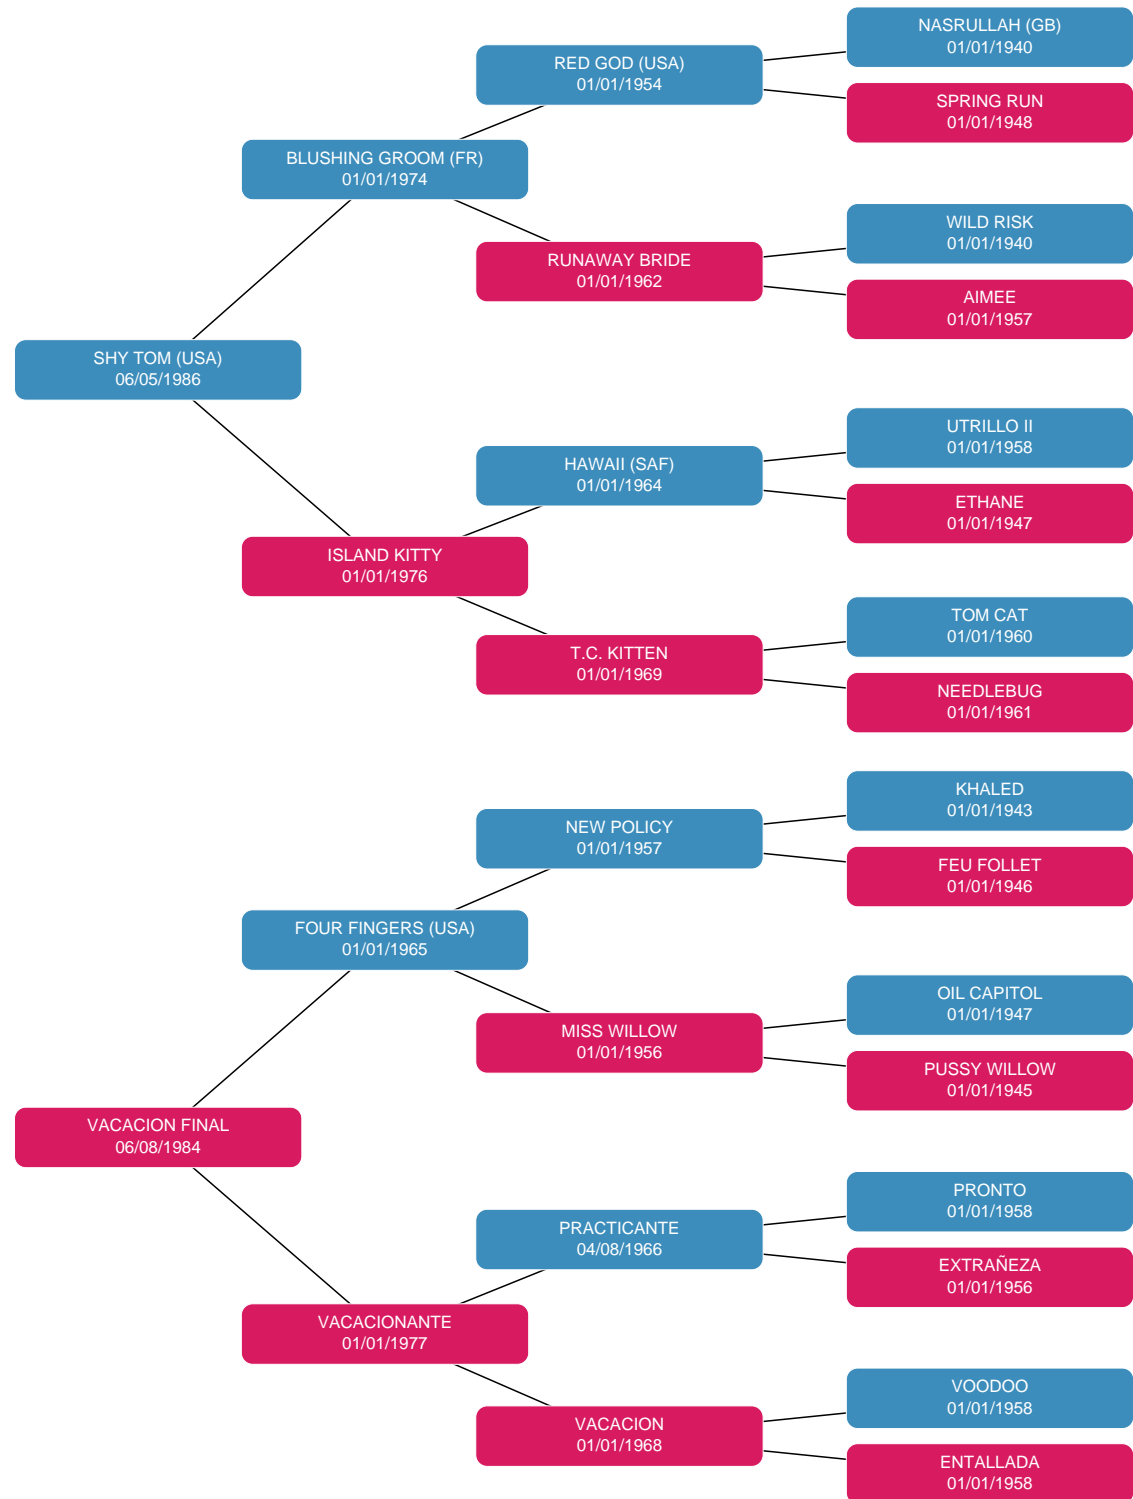 NASRULLAH (GB)
01/01/1940
RED GOD (USA)
01/01/1954
SPRING RUN
01/01/1948
BLUSHING GROOM (FR)
01/01/1974
WILD RISK
01/01/1940
RUNAWAY BRIDE
01/01/1962
AIMEE
01/01/1957
SHY TOM (USA)
06/05/1986
UTRILLO II
01/01/1958
HAWAII (SAF)
01/01/1964
ETHANE
01/01/1947
ISLAND KITTY
01/01/1976
TOM CAT
01/01/1960
T.C. KITTEN
01/01/1969
NEEDLEBUG
01/01/1961
KHALED
01/01/1943
NEW POLICY
01/01/1957
FEU FOLLET
01/01/1946
FOUR FINGERS (USA)
01/01/1965
OIL CAPITOL
01/01/1947
MISS WILLOW
01/01/1956
PUSSY WILLOW
01/01/1945
VACACION FINAL
06/08/1984
PRONTO
01/01/1958
PRACTICANTE
04/08/1966
EXTRAÑEZA
01/01/1956
VACACIONANTE
01/01/1977
VOODOO
01/01/1958
VACACION
01/01/1968
ENTALLADA
01/01/1958